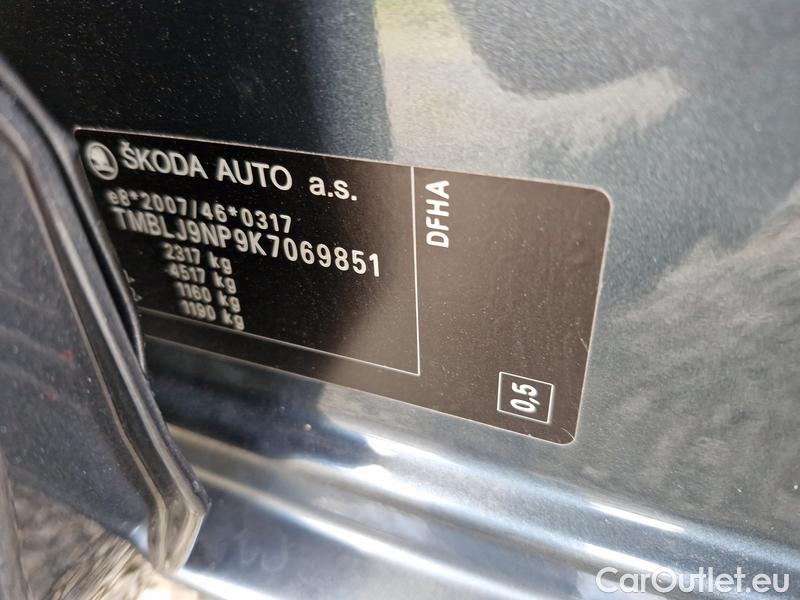 ŠKODA AUTO a.s.
e8*2007/46*0317
TMBLJ9NP9K7069851
2317 kg
4517 kg
1160 kg
1190 kg
DFHA
0,5
CarOutlet.eu